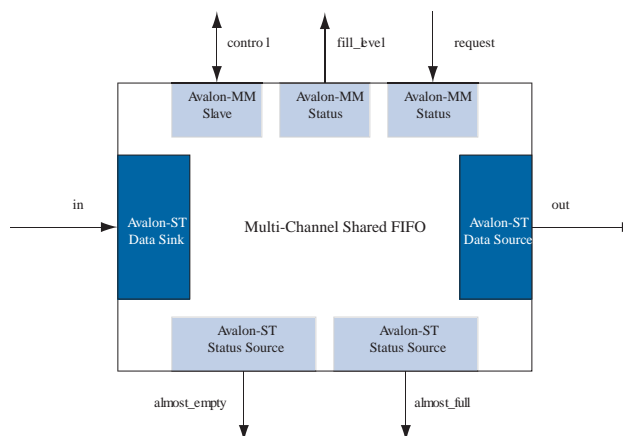 control
fill_level
request
Avalon-MM
Slave
Avalon-MM
Status
Avalon-MM
Status
in
Avalon-ST
Data Sink
Multi-Channel Shared FIFO
Avalon-ST
Data Source
out
Avalon-ST
Status Source
Avalon-ST
Status Source
almost_empty
almost_full